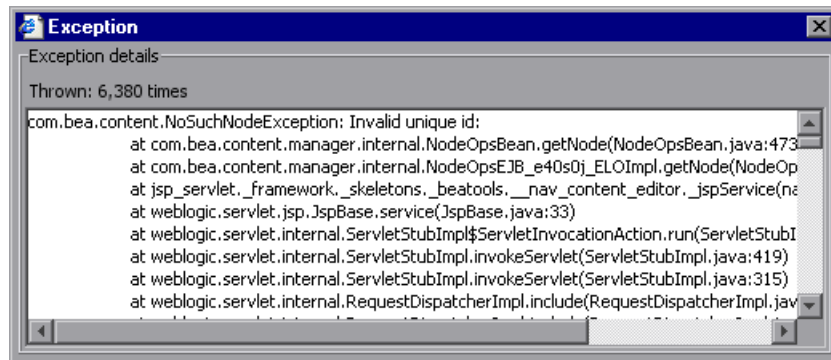 Exception
Exception details
Thrown: 6,380 times
com.bea.content.NoSuchNodeException: Invalid unique id:
at com.bea.content.manager.internal.NodeOpsBean.getNode(NodeOpsBean.java:473
at com.bea.content.manager.internal.NodeOpsEJB_e40s0j_ELOImpl.getNode(NodeOp
at jsp_servlet._framework._skeletons._beatools.__nav_content_editor._jspService(na
at weblogic.servlet.jsp.JspBase.service(JspBase.java:33)
at weblogic.servlet.internal.ServletStubImpl$ServletInvocationAction.run(ServletStubI
at weblogic.servlet.internal.ServletStubImpl.invokeServlet(ServletStubImpl.java:419)
at weblogic.servlet.internal.ServletStubImpl.invokeServlet(ServletStubImpl.java:315)
at weblogic.servlet.internal.RequestDispatcherImpl.include(RequestDispatcherImpl.jav